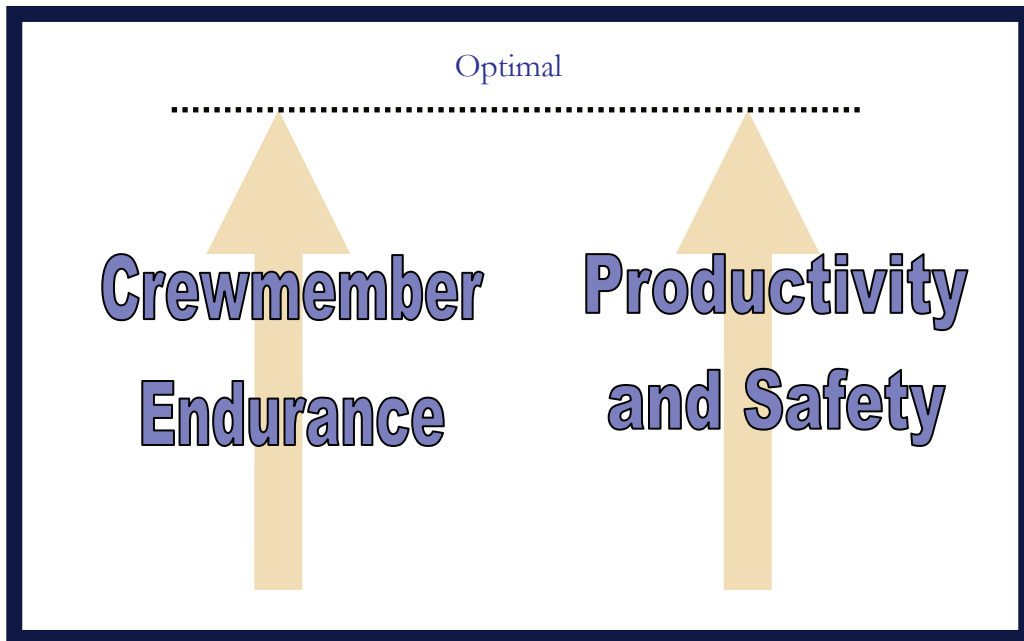 Optimal
Crewmember
Endurance
Productivity
and Safety